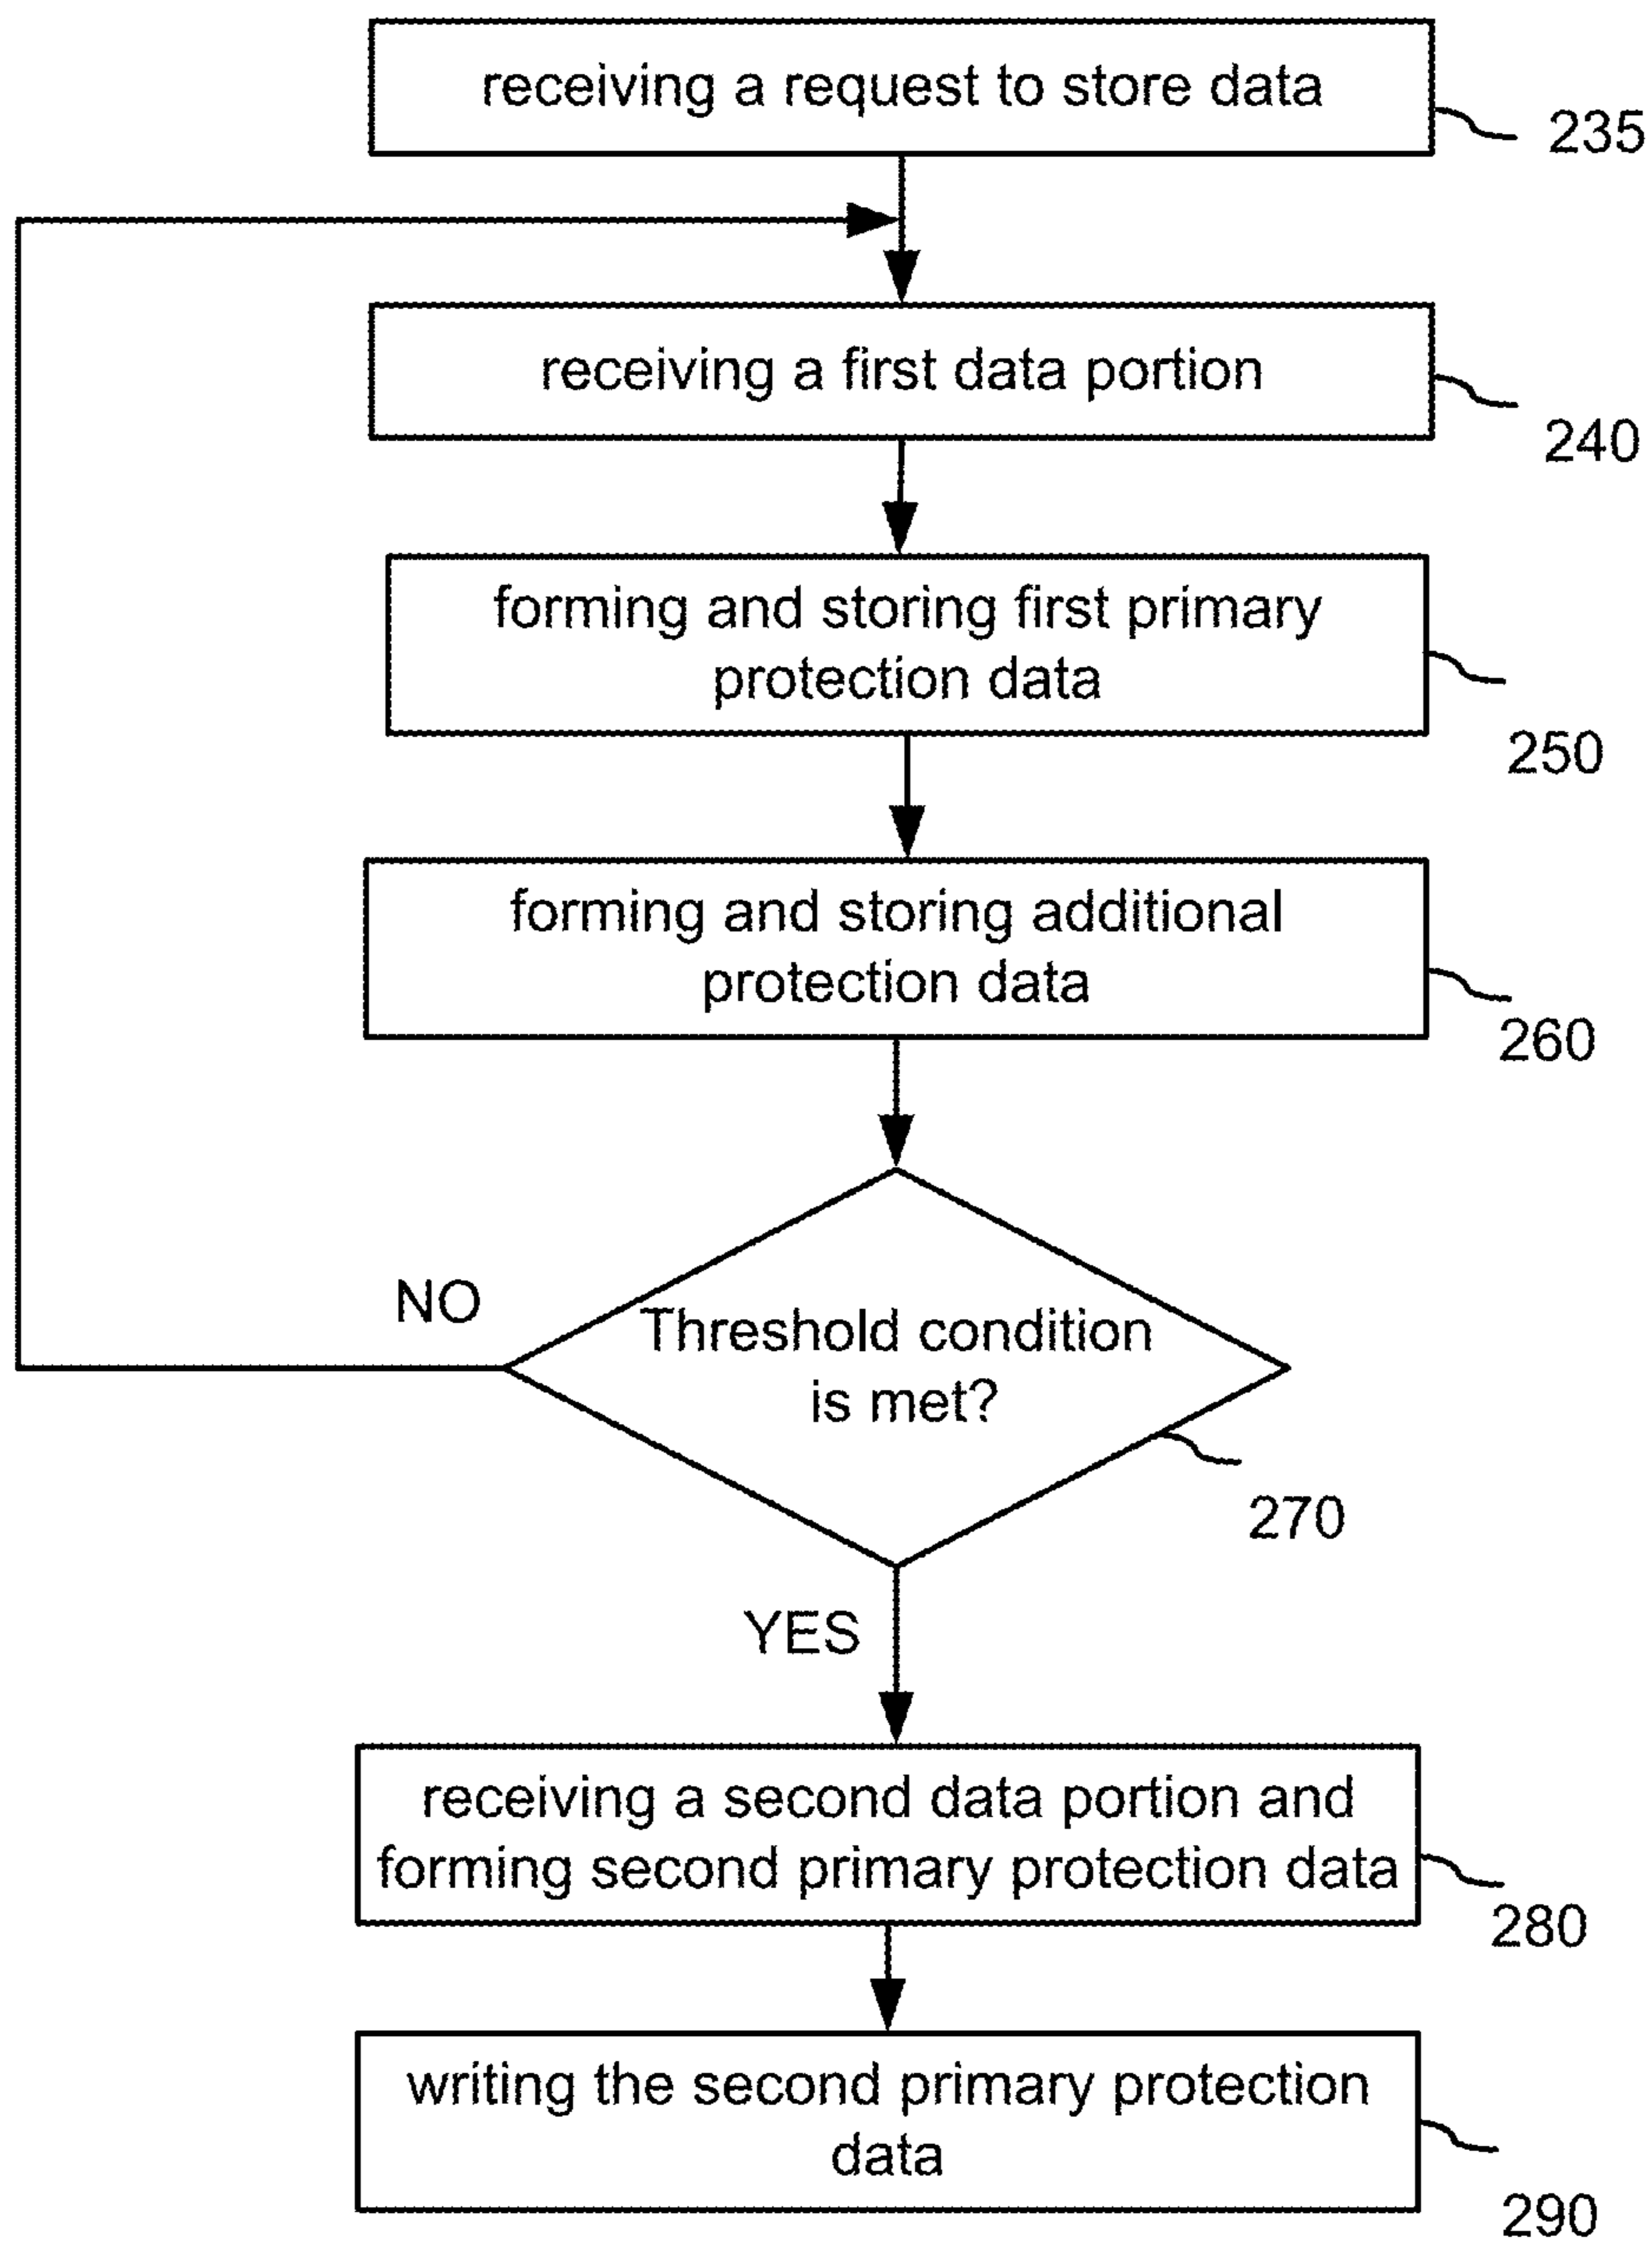 receiving a request to store data
235
receiving a first data portion
240
forming and storing first primary
protection data
250
forming and storing additional
protection data
260
NO
Threshold condition
is met?
270
YES
receiving a second data portion and
forming second primary protection data
280
writing the second primary protection
data
290